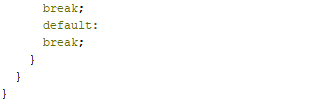 break;
default:
break;
}
}
}